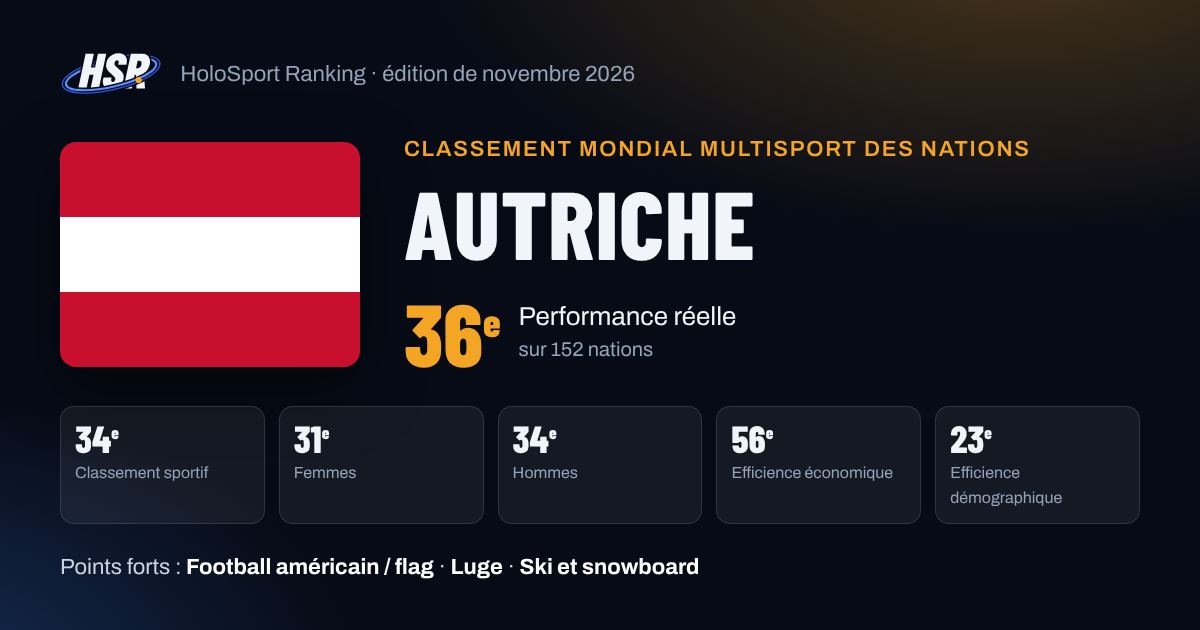 HSR
HoloSport Ranking · édition de novembre 2026
CLASSEMENT MONDIAL MULTISPORT DES NATIONS
AUTRICHE
36e
Performance réelle
sur 152 nations
34e
Classement sportif
31e
Femmes
34e
Hommes
56e
Efficience économique
23e
Efficience
démographique
Points forts : Football américain / flag · Luge · Ski et snowboard